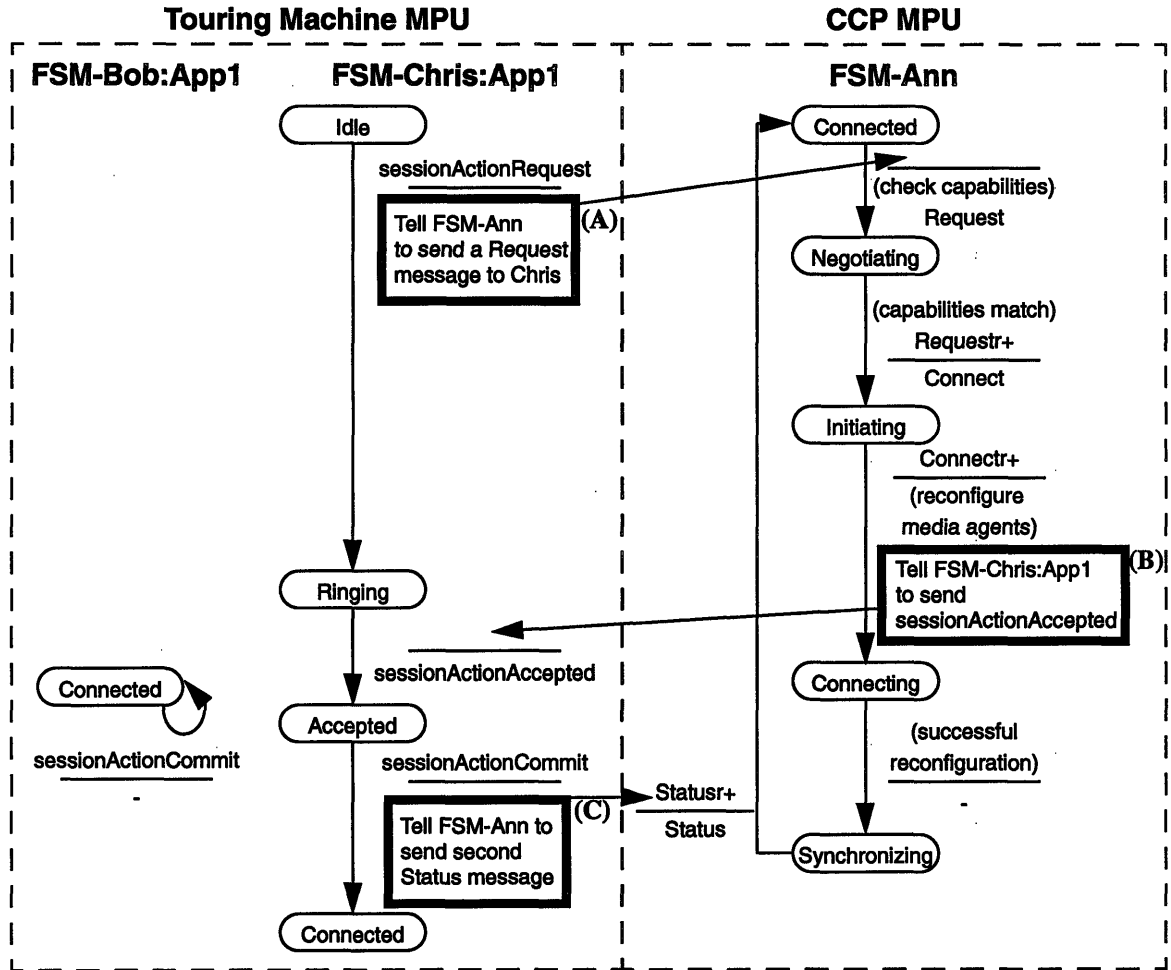 Touring Machine MPU
CCP MPU
FSM-Bob:App1
FSM-Chris:App1
FSM-Ann
Idle
sessionActionRequest
Tell FSM-Ann
to send a Request
message to Chris
(A)
Ringing
sessionActionAccepted
Accepted
Connected
sessionActionCommit
-
sessionActionCommit
Tell FSM-Ann to
send second
Status message
(C)
Connected
Connected
(check capabilities)
Request
Negotiating
(capabilities match)
Requestr+
Connect
Initiating
Connectr+
(reconfigure
media agents)
Tell FSM-Chris:App1
to send
sessionActionAccepted
(B)
Connecting
(successful
reconfiguration)
-
Statusr+
Status
Synchronizing